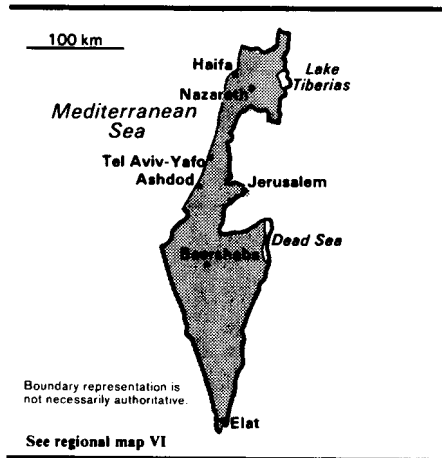 100 km
Haifa
Lake
Tiberias
Nazareth
Mediterranean
Sea
Tel Aviv-Yafo
Ashdod
Jerusalem
Dead Sea
Beersheba
Boundary representation is
not necessarily authoritative.
Elat
See regional map VI